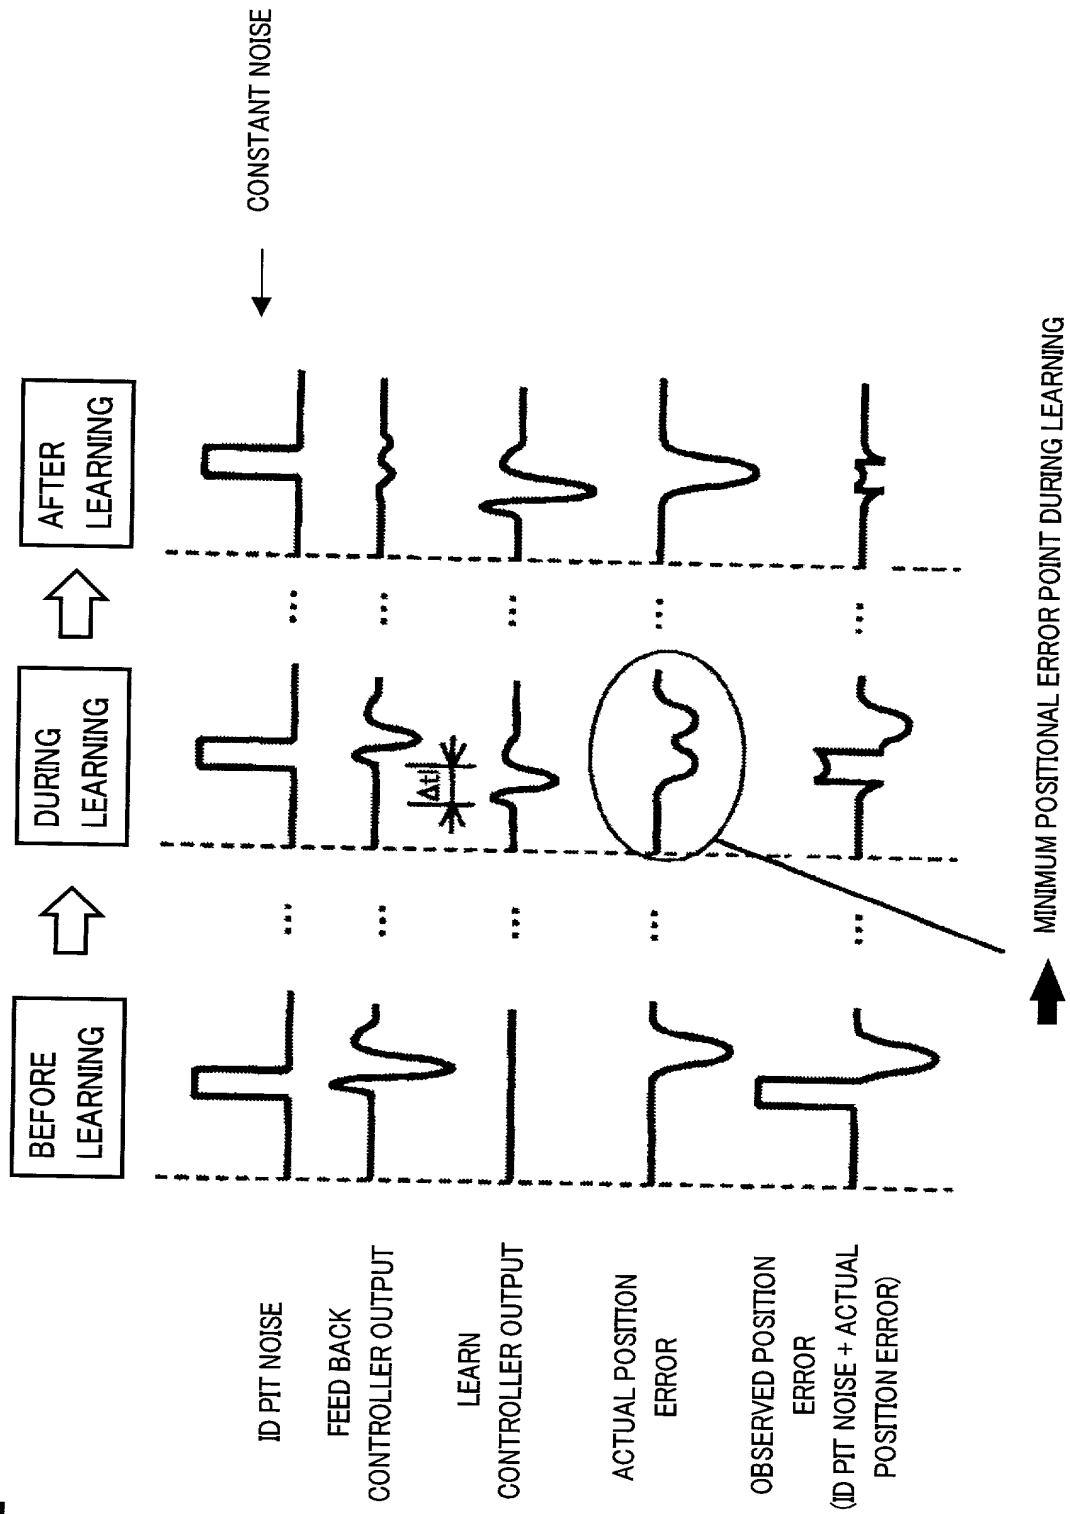 BEFORE
LEARNING
DURING
LEARNING
AFTER
LEARNING
ID PIT NOISE
CONSTANT NOISE
FEED BACK
CONTROLLER OUTPUT
Δtl
LEARN
CONTROLLER OUTPUT
ACTUAL POSITION
ERROR
OBSERVED POSITION
ERROR
(ID PIT NOISE + ACTUAL
POSITION ERROR)
MINIMUM POSITIONAL ERROR POINT DURING LEARNING